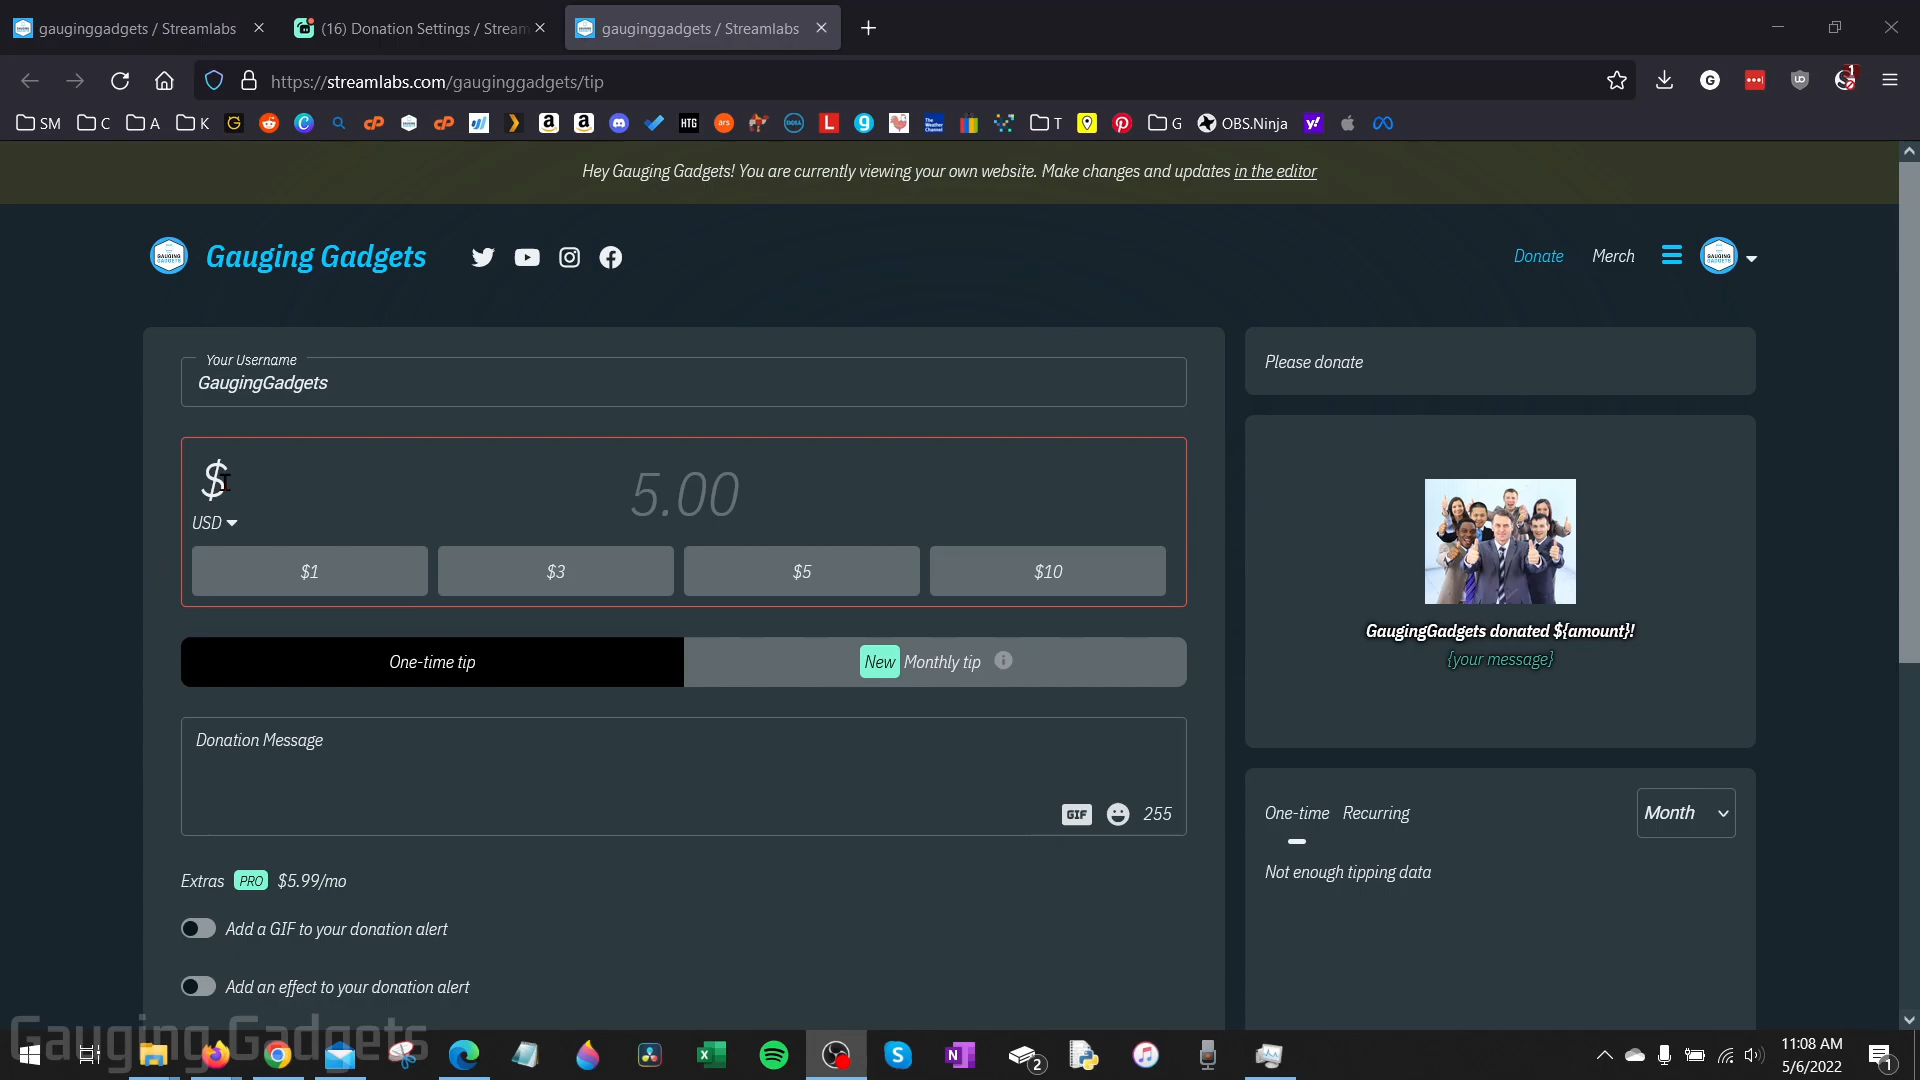 gauginggadgets / Streamlabs
(16) Donation Settings / Stream
gauginggadgets / Streamlabs
https://streamlabs.com/gauginggadgets/tip
SM C A K HTG ars DELL L g T G OBS.Ninja y!
Hey Gauging Gadgets! You are currently viewing your own website. Make changes and updates in the editor
Gauging Gadgets
Donate Merch
Your Username
GaugingGadgets
$ 5.00
USD
$1 $3 $5 $10
One-time tip
New Monthly tip
Donation Message
GIF 255
Extras PRO $5.99/mo
Add a GIF to your donation alert
Add an effect to your donation alert
Please donate
GaugingGadgets donated ${amount}!
{your message}
One-time Recurring Month
Not enough tipping data
Gauging Gadgets
2
11:08 AM
5/6/2022
1